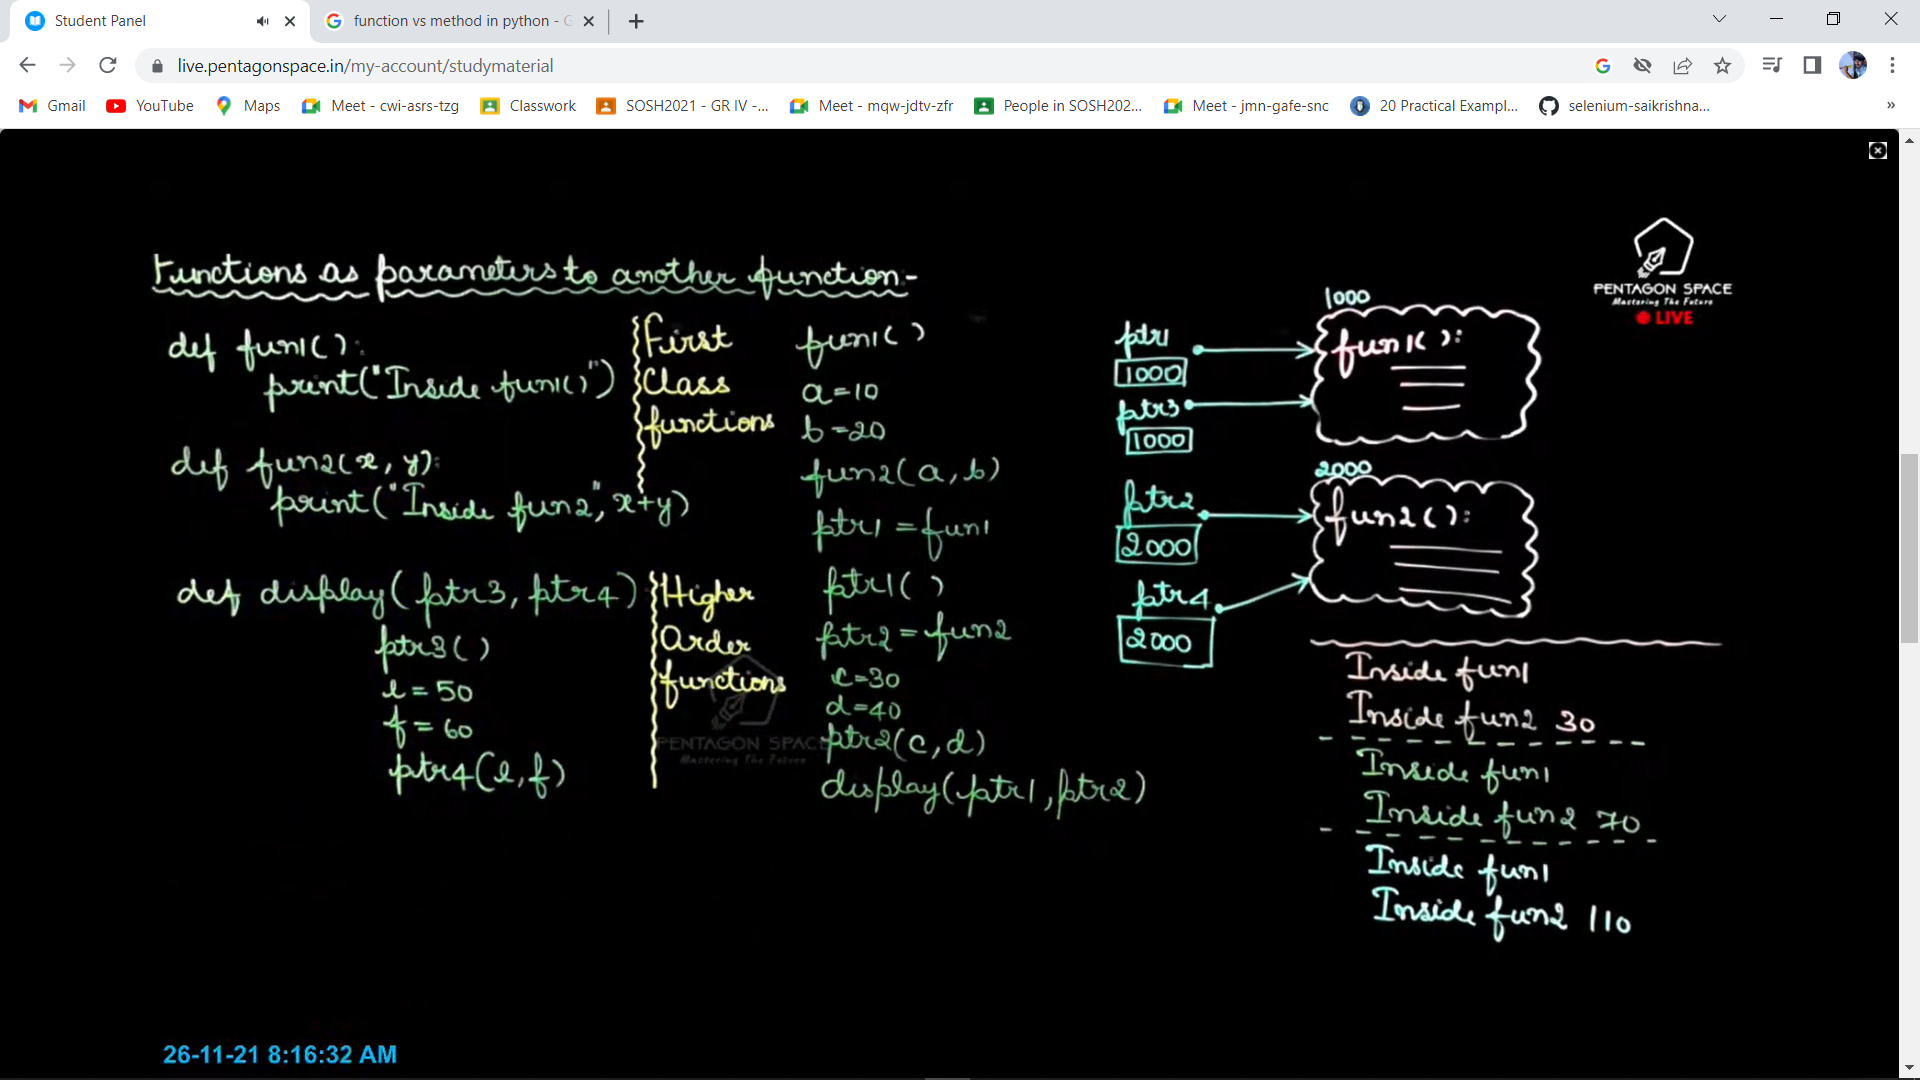 Student Panel
function vs method in python - G
live.pentagonspace.in/my-account/studymaterial
Gmail
YouTube
Maps
Meet - cwi-asrs-tzg
Classwork
SOSH2021 - GR IV -...
Meet - mqw-jdtv-zfr
People in SOSH202...
Meet - jmn-gafe-snc
20 Practical Exampl...
selenium-saikrishna...
»
PENTAGON SPACE
Mastering The Future
LIVE
Functions as parameters to another function-
def fun1():
print("Inside fun1()")
def fun2(x, y):
print("Inside fun2", x+y)
First
Class
functions
def display(ptr3, ptr4):
ptr3()
e = 50
f = 60
ptr4(e,f)
Higher
Order
functions
PENTAGON SPACE
Mastering The Future
fun1()
a=10
b=20
fun2(a,b)
ptr1 = fun1
ptr1()
ptr2 = fun2
c=30
d=40
ptr2(c,d)
display(ptr1,ptr2)
ptr1
1000
ptr3
1000
ptr2
2000
ptr4
2000
1000
fun1():
2000
fun2():
Inside fun1
Inside fun2 30
Inside fun1
Inside fun2 70
Inside fun1
Inside fun2 110
26-11-21 8:16:32 AM